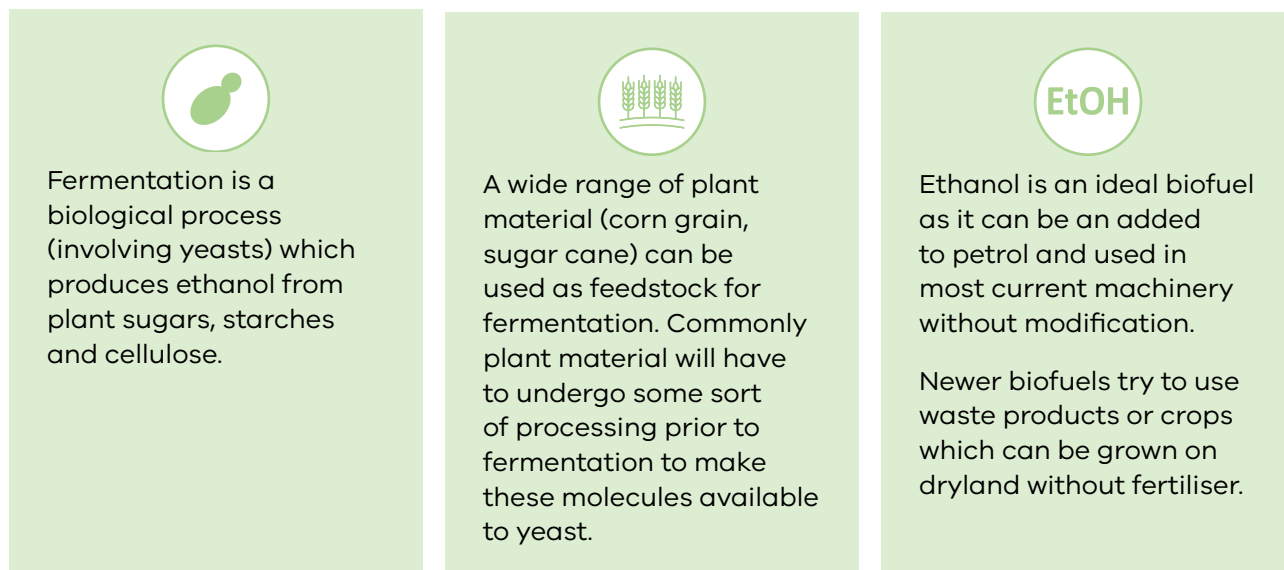 Fermentation is a
biological process
(involving yeasts) which
produces ethanol from
plant sugars, starches
and cellulose.
A wide range of plant
material (corn grain,
sugar cane) can be
used as feedstock for
fermentation. Commonly
plant material will have
to undergo some sort
of processing prior to
fermentation to make
these molecules available
to yeast.
EtOH
Ethanol is an ideal biofuel
as it can be an added
to petrol and used in
most current machinery
without modification.
Newer biofuels try to use
waste products or crops
which can be grown on
dryland without fertiliser.